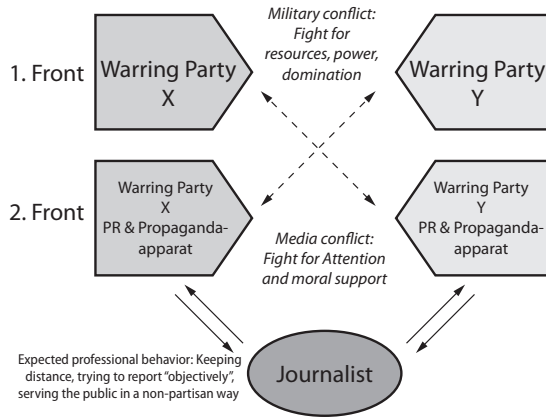 Military conflict:
Fight for
resources, power,
domination
1. Front
Warring Party
X
Warring Party
Y
2. Front
Warring Party
X
PR & Propaganda-
apparat
Warring Party
Y
PR & Propaganda-
apparat
Media conflict:
Fight for Attention
and moral support
Expected professional behavior: Keeping
distance, trying to report “objectively”,
serving the public in a non-partisan way
Journalist